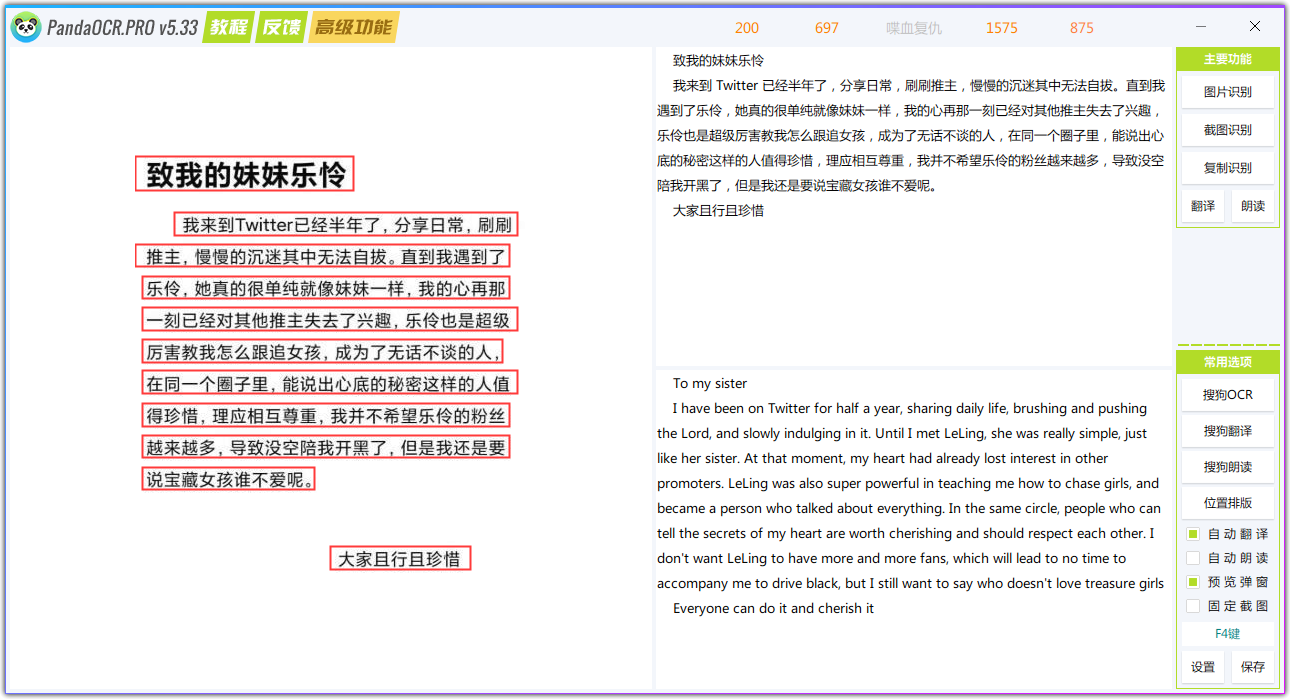 PandaOCR.PRO v5.33 教程 反馈 高级功能 200 697 喋血复仇 1575 875
致我的妹妹乐怜
我来到Twitter已经半年了, 分享日常, 刷刷
推主, 慢慢的沉迷其中无法自拔。直到我遇到了
乐伶, 她真的很单纯就像妹妹一样, 我的心再那
一刻已经对其他推主失去了兴趣, 乐伶也是超级
厉害教我怎么跟追女孩, 成为了无话不谈的人,
在同一个圈子里, 能说出心底的秘密这样的人值
得珍惜, 理应相互尊重, 我并不希望乐伶的粉丝
越来越多, 导致没空陪我开黑了, 但是我还是要
说宝藏女孩谁不爱呢。
大家且行且珍惜
致我的妹妹乐怜
我来到 Twitter 已经半年了，分享日常，刷刷推主，慢慢的沉迷其中无法自拔。直到我
遇到了乐伶，她真的很单纯就像妹妹一样，我的心再那一刻已经对其他推主失去了兴趣，
乐伶也是超级厉害教我怎么跟追女孩，成为了无话不谈的人，在同一个圈子里，能说出心
底的秘密这样的人值得珍惜，理应相互尊重，我并不希望乐伶的粉丝越来越多，导致没空
陪我开黑了，但是我还是要说宝藏女孩谁不爱呢。
大家且行且珍惜
To my sister
I have been on Twitter for half a year, sharing daily life, brushing and pushing
the Lord, and slowly indulging in it. Until I met LeLing, she was really simple, just
like her sister. At that moment, my heart had already lost interest in other
promoters. LeLing was also super powerful in teaching me how to chase girls, and
became a person who talked about everything. In the same circle, people who can
tell the secrets of my heart are worth cherishing and should respect each other. I
don't want LeLing to have more and more fans, which will lead to no time to
accompany me to drive black, but I still want to say who doesn't love treasure girls
Everyone can do it and cherish it
主要功能
图片识别
截图识别
复制识别
翻译 朗读
常用选项
搜狗OCR
搜狗翻译
搜狗朗读
位置排版
自动翻译
自动朗读
预览弹窗
固定截图
F4键
设置 保存